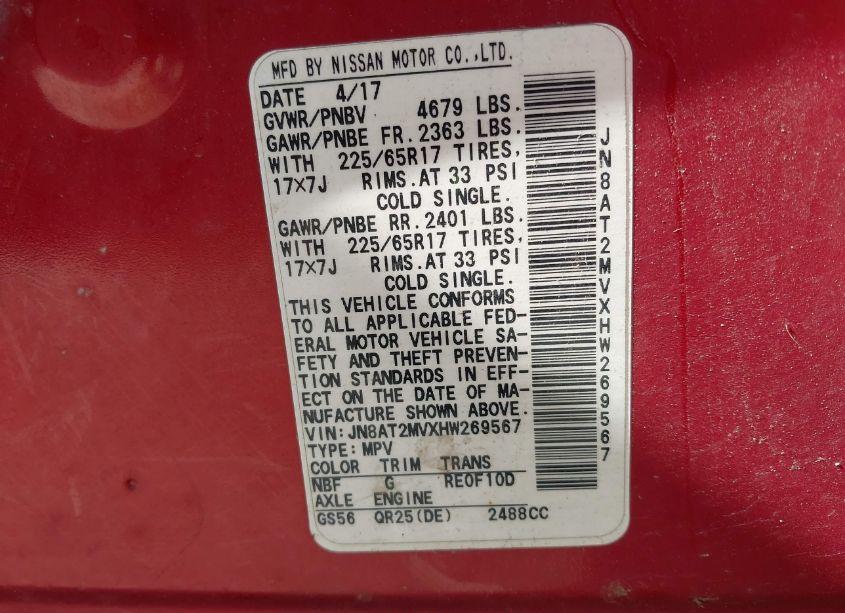 MFD BY NISSAN MOTOR CO.,LTD.
DATE 4/17
GVWR/PNBV 4679 LBS.
GAWR/PNBE FR. 2363 LBS.
WITH 225/65R17 TIRES,
17×7J RIMS. AT 33 PSI
COLD SINGLE.
GAWR/PNBE RR. 2401 LBS.
WITH 225/65R17 TIRES,
17×7J RIMS. AT 33 PSI
COLD SINGLE.
THIS VEHICLE CONFORMS
TO ALL APPLICABLE FED-
ERAL MOTOR VEHICLE SA-
FETY AND THEFT PREVEN-
TION STANDARDS IN EFF-
ECT ON THE DATE OF MA-
NUFACTURE SHOWN ABOVE.
VIN:JN8AT2MVXHW269567
TYPE:MPV
COLOR TRIM TRANS
NBF G RE0F10D
AXLE ENGINE
GS56 QR25(DE) 2488CC
JN8AT2MVXHW269567